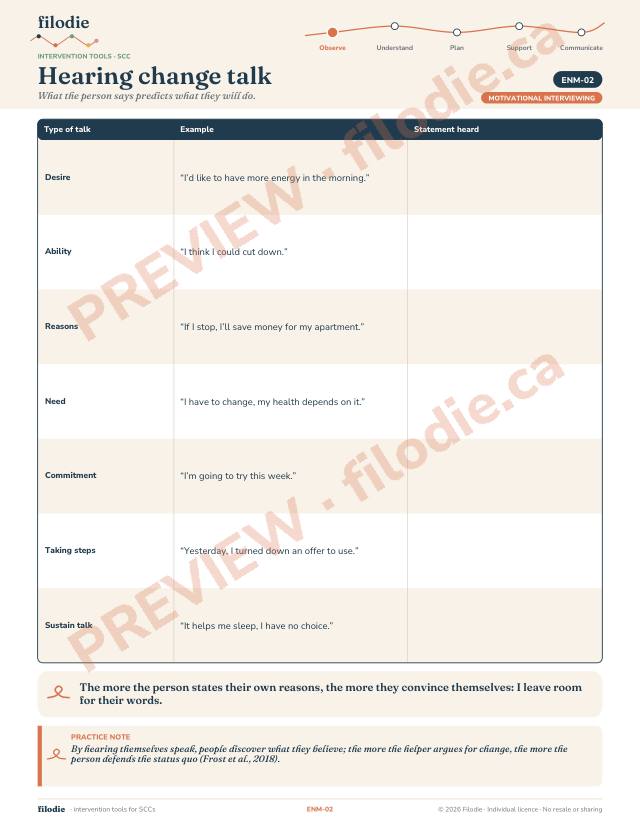 filodie
Observe Understand Plan Support Communicate
INTERVENTION TOOLS · SCC
Hearing change talk
What the person says predicts what they will do.
ENM-02
MOTIVATIONAL INTERVIEWING
Type of talk Example Statement heard
Desire “I’d like to have more energy in the morning.”
Ability “I think I could cut down.”
Reasons “If I stop, I’ll save money for my apartment.”
Need “I have to change, my health depends on it.”
Commitment “I’m going to try this week.”
Taking steps “Yesterday, I turned down an offer to use.”
Sustain talk “It helps me sleep, I have no choice.”
PREVIEW · filodie.ca
PREVIEW · filodie.ca
The more the person states their own reasons, the more they convince themselves: I leave room
for their words.
PRACTICE NOTE
By hearing themselves speak, people discover what they believe; the more the helper argues for change, the more the
person defends the status quo (Frost et al., 2018).
filodie · intervention tools for SCCs ENM-02 © 2026 Filodie · Individual licence · No resale or sharing